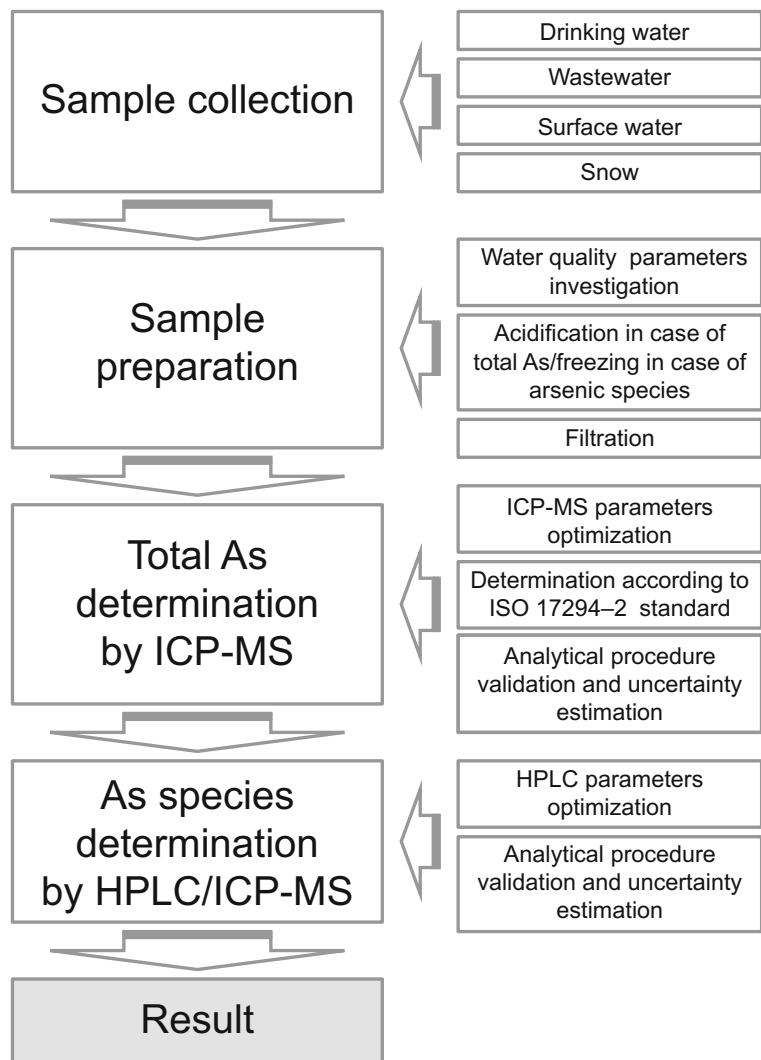 Sample collection
Drinking water
Wastewater
Surface water
Snow
Sample
preparation
Water quality parameters
investigation
Acidification in case of
total As/freezing in case of
arsenic species
Filtration
Total As
determination
by ICP-MS
ICP-MS parameters
optimization
Determination according to
ISO 17294–2 standard
Analytical procedure
validation and uncertainty
estimation
As species
determination
by HPLC/ICP-MS
HPLC parameters
optimization
Analytical procedure
validation and uncertainty
estimation
Result